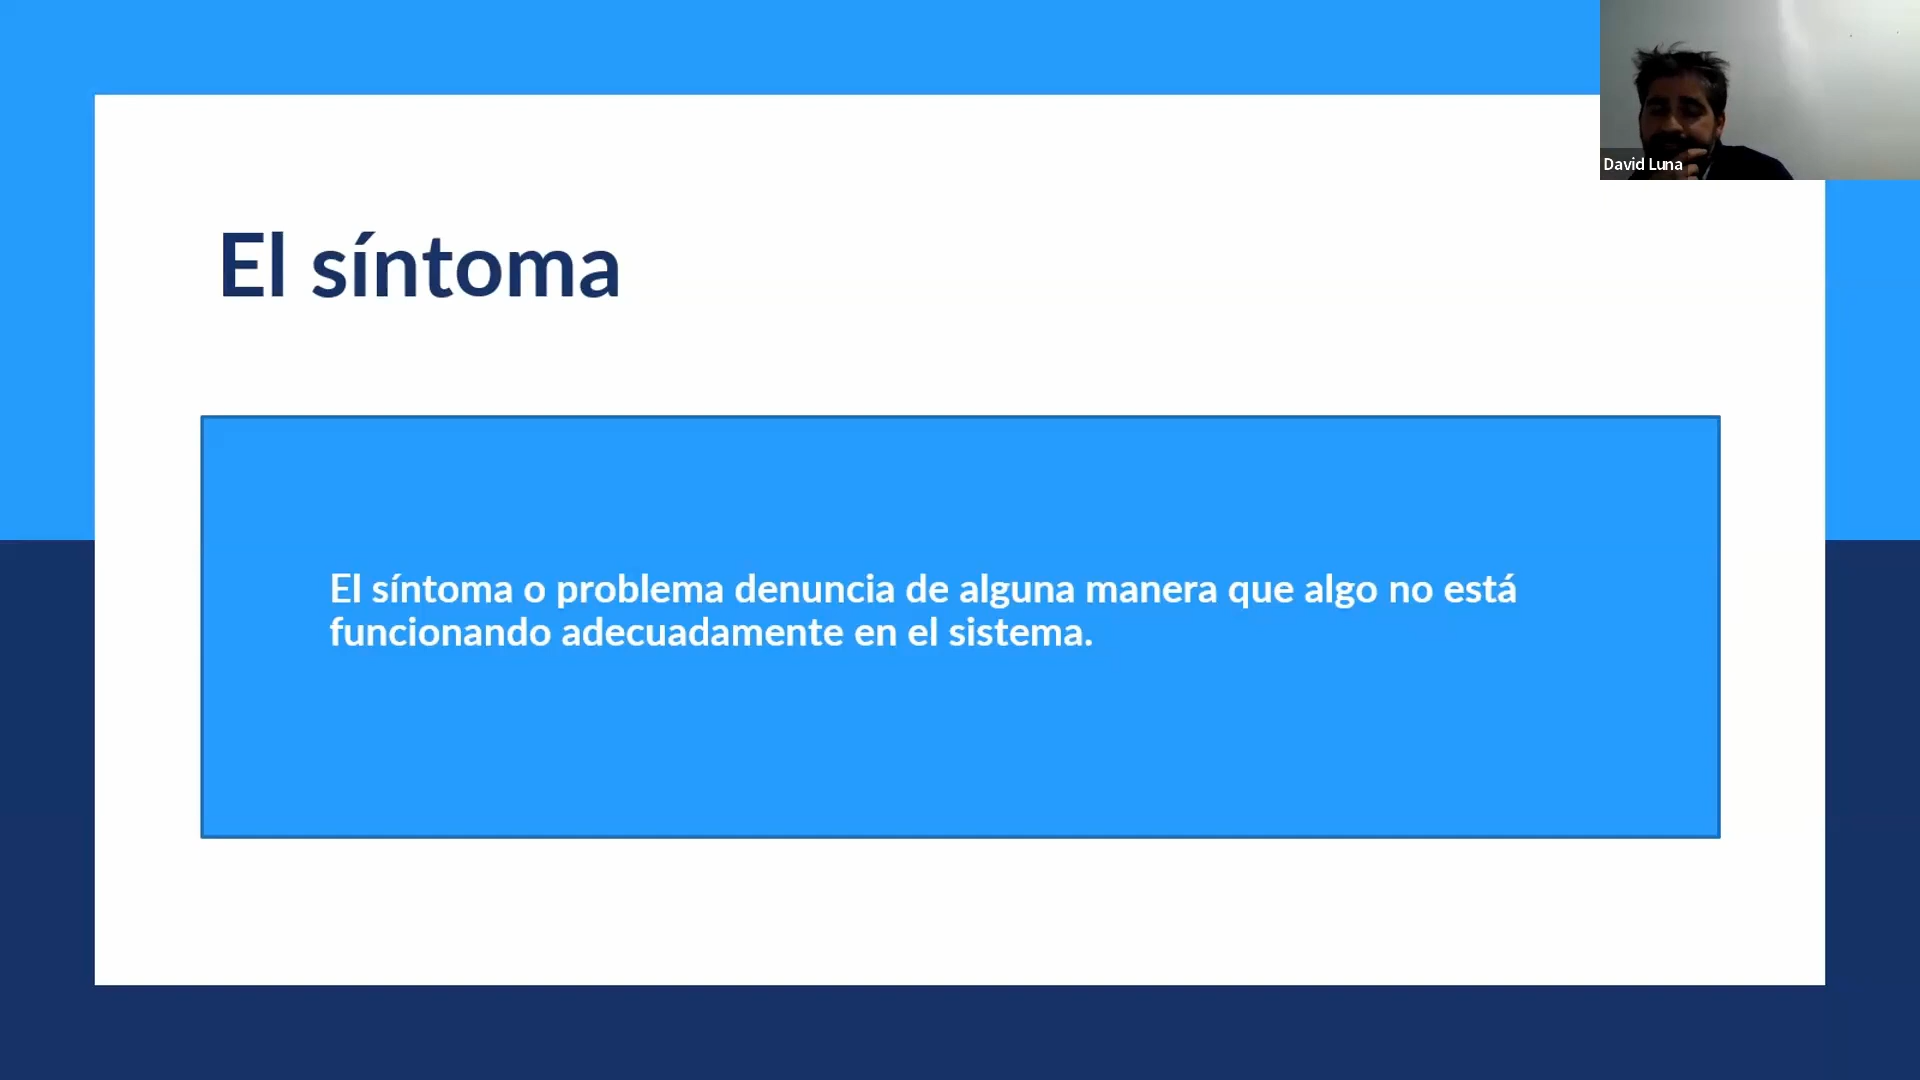 David Luna
El síntoma
El síntoma o problema denuncia de alguna manera que algo no está
funcionando adecuadamente en el sistema.